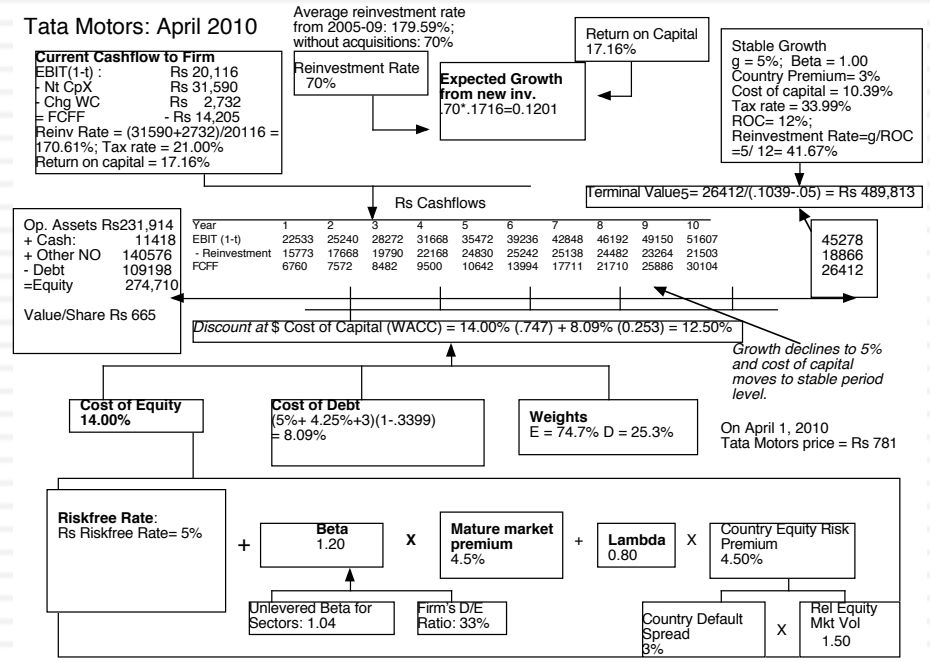 Tata Motors: April 2010
Average reinvestment rate
from 2005-09: 179.59%;
without acquisitions: 70%
Current Cashflow to Firm
EBIT(1-t) : Rs 20,116
- Nt CpX Rs 31,590
- Chg WC Rs 2,732
= FCFF - Rs 14,205
Reinv Rate = (31590+2732)/20116 =
170.61%; Tax rate = 21.00%
Return on capital = 17.16%
Reinvestment Rate
70%
Expected Growth
from new inv.
.70*.1716=0.1201
Return on Capital
17.16%
Stable Growth
g = 5%; Beta = 1.00
Country Premium= 3%
Cost of capital = 10.39%
Tax rate = 33.99%
ROC= 12%;
Reinvestment Rate=g/ROC
=5/ 12= 41.67%
Terminal Value5= 26412/(.1039-.05) = Rs 489,813
Rs Cashflows
Op. Assets Rs231,914
+ Cash: 11418
+ Other NO 140576
- Debt 109198
=Equity 274,710
Value/Share Rs 665
Year 1 2 3 4 5 6 7 8 9 10
EBIT (1-t) 22533 25240 28272 31668 35472 39236 42848 46192 49150 51607
- Reinvestment 15773 17668 19790 22168 24830 25242 25138 24482 23264 21503
FCFF 6760 7572 8482 9500 10642 13994 17711 21710 25886 30104
45278
18866
26412
Discount at $ Cost of Capital (WACC) = 14.00% (.747) + 8.09% (0.253) = 12.50%
Growth declines to 5%
and cost of capital
moves to stable period
level.
Cost of Equity
14.00%
Cost of Debt
(5%+ 4.25%+3)(1-.3399)
= 8.09%
Weights
E = 74.7% D = 25.3%
On April 1, 2010
Tata Motors price = Rs 781
Riskfree Rate:
Rs Riskfree Rate= 5%
+
Beta
1.20
X
Mature market
premium
4.5%
+
Lambda
0.80
X
Country Equity Risk
Premium
4.50%
Unlevered Beta for
Sectors: 1.04
Firm's D/E
Ratio: 33%
Country Default
Spread
3%
X
Rel Equity
Mkt Vol
1.50